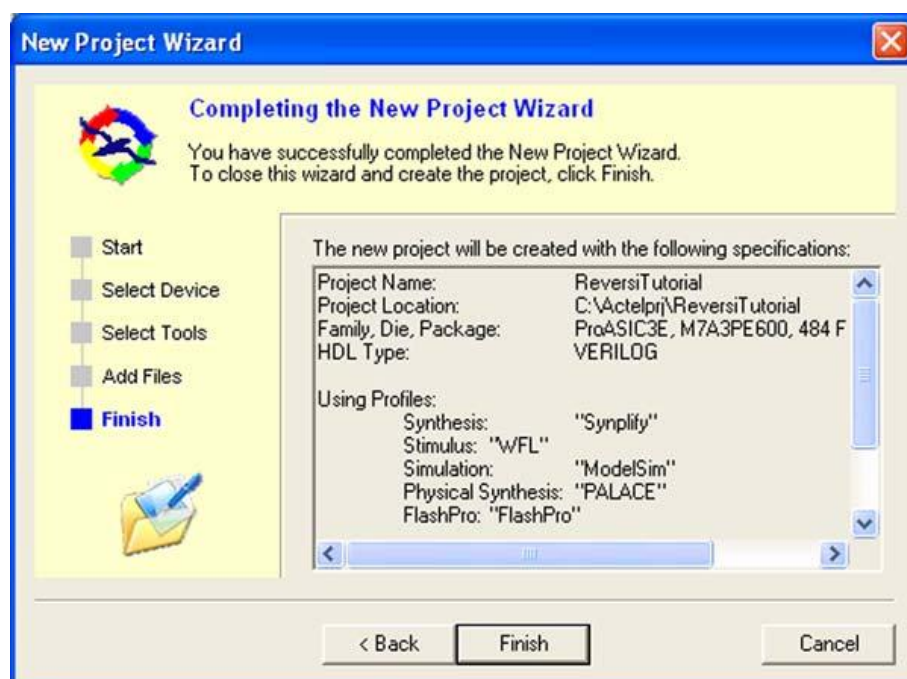 New Project Wizard
Completing the New Project Wizard
You have successfully completed the New Project Wizard.
To close this wizard and create the project, click Finish.
Start
Select Device
Select Tools
Add Files
Finish
The new project will be created with the following specifications:
Project Name: ReversiTutorial
Project Location: C:\Actelprj\ReversiTutorial
Family, Die, Package: ProASIC3E, M7A3PE600, 484 F
HDL Type: VERILOG
Using Profiles:
Synthesis: "Synplify"
Stimulus: "WFL"
Simulation: "ModelSim"
Physical Synthesis: "PALACE"
FlashPro: "FlashPro"
< Back Finish Cancel